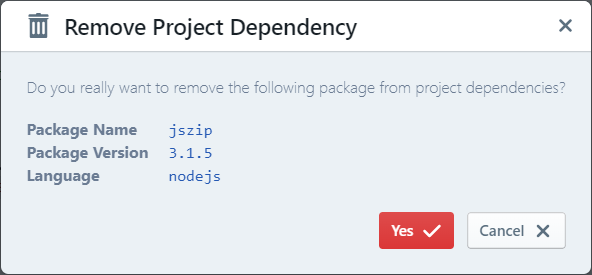 Remove Project Dependency
Do you really want to remove the following package from project dependencies?
Package Name jszip
Package Version 3.1.5
Language nodejs
Yes Cancel